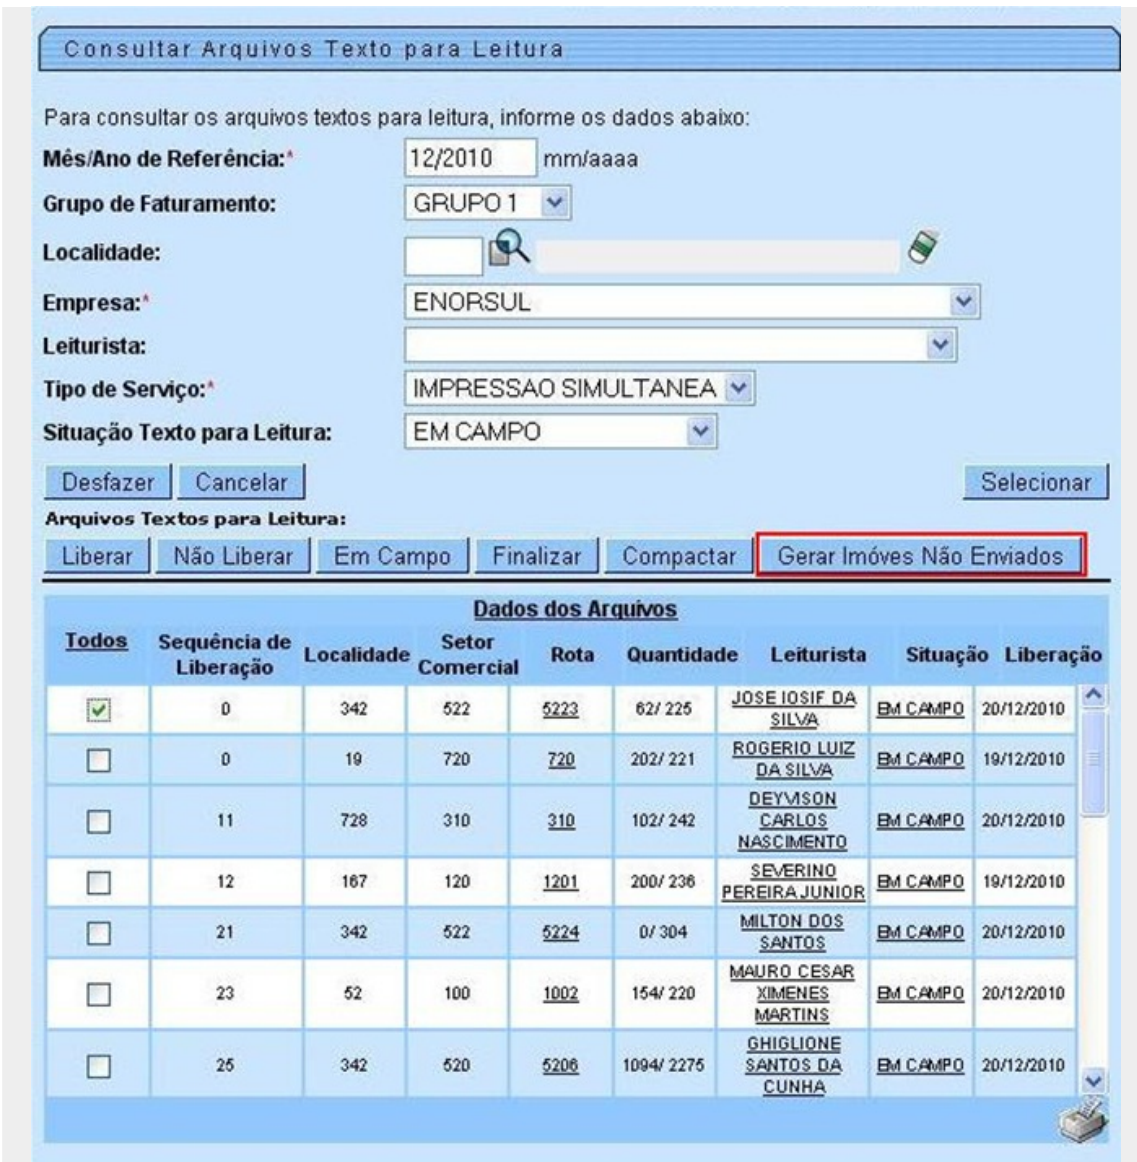 Consultar Arquivos Texto para Leitura
Para consultar os arquivos textos para leitura, informe os dados abaixo:
Mês/Ano de Referência:* 12/2010 mm/aaaa
Grupo de Faturamento: GRUPO 1
Localidade:
Empresa:* ENORSUL
Leiturista:
Tipo de Serviço:* IMPRESSAO SIMULTANEA
Situação Texto para Leitura: EM CAMPO
Desfazer Cancelar Selecionar
Arquivos Textos para Leitura:
Liberar Não Liberar Em Campo Finalizar Compactar Gerar Imóves Não Enviados
Dados dos Arquivos
Todos Sequência de Liberação Localidade Setor Comercial Rota Quantidade Leiturista Situação Liberação
0 342 522 5223 62/ 225 JOSE IOSIF DA SILVA EM CAMPO 20/12/2010
0 19 720 720 202/ 221 ROGERIO LUIZ DA SILVA EM CAMPO 19/12/2010
11 728 310 310 102/ 242 DEYVISON CARLOS NASCIMENTO EM CAMPO 20/12/2010
12 167 120 1201 200/ 236 SEVERINO PEREIRA JUNIOR EM CAMPO 19/12/2010
21 342 522 5224 0/ 304 MILTON DOS SANTOS EM CAMPO 20/12/2010
23 52 100 1002 154/ 220 MAURO CESAR XIMENES MARTINS EM CAMPO 20/12/2010
25 342 520 5206 1094/ 2275 GHIGLIONE SANTOS DA CUNHA EM CAMPO 20/12/2010